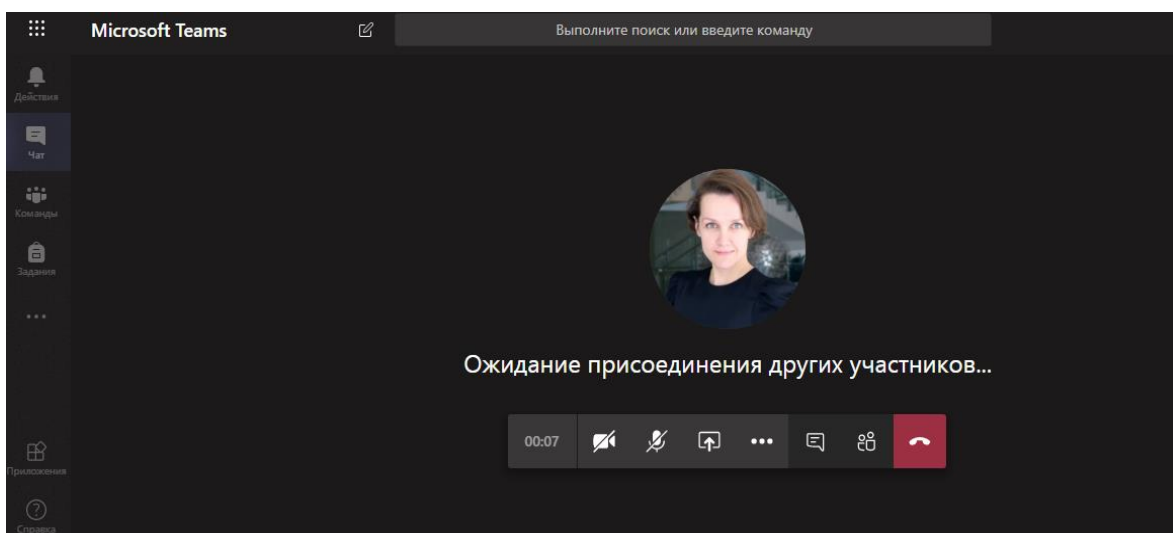 Microsoft Teams
Выполните поиск или введите команду
Действия
Чат
Команды
Задания
Ожидание присоединения других участников...
00:07
Приложения
Справка